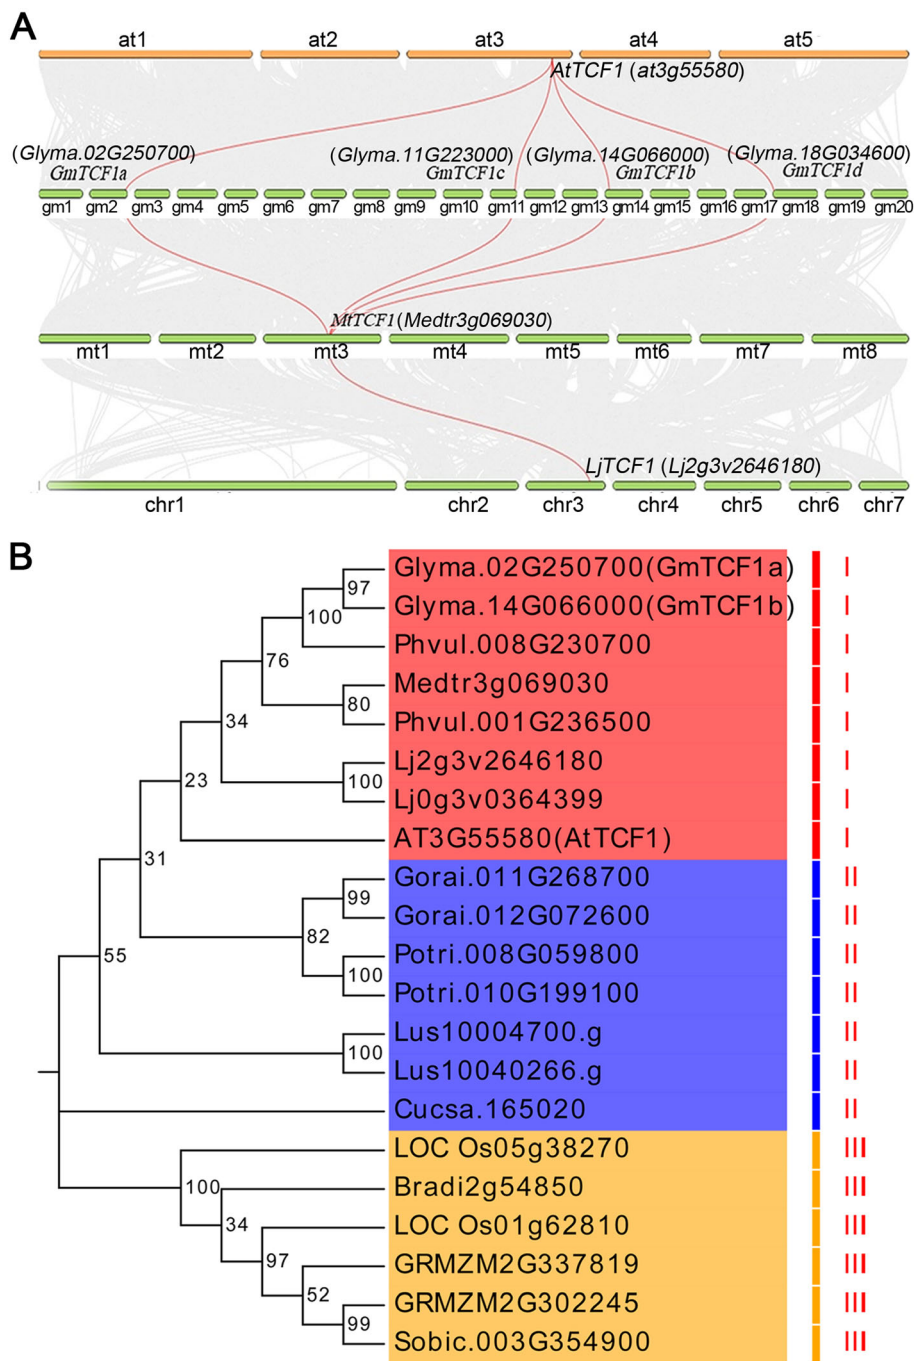 A
at1 at2 at3 at4 at5
AtTCF1 (at3g55580)
(Glyma.02G250700) (Glyma.11G223000) (Glyma.14G066000) (Glyma.18G034600)
GmTCF1a GmTCF1c GmTCF1b GmTCF1d
gm1 gm2 gm3 gm4 gm5 gm6 gm7 gm8 gm9 gm10 gm11 gm12 gm13 gm14 gm15 gm16 gm17 gm18 gm19 gm20
MtTCF1(Medtr3g069030)
mt1 mt2 mt3 mt4 mt5 mt6 mt7 mt8
LjTCF1 (Lj2g3v2646180)
chr1 chr2 chr3 chr4 chr5 chr6 chr7
B
Glyma.02G250700(GmTCF1a) I
97
Glyma.14G066000(GmTCF1b) I
100
Phvul.008G230700 I
76
Medtr3g069030 I
80
Phvul.001G236500 I
34
Lj2g3v2646180 I
23 100
Lj0g3v0364399 I
AT3G55580(AtTCF1) I
31
Gorai.011G268700 II
99
Gorai.012G072600 II
82
Potri.008G059800 II
55
100
Potri.010G199100 II
Lus10004700.g II
100
Lus10040266.g II
Cucsa.165020 II
LOC Os05g38270 III
100
Bradi2g54850 III
34
LOC Os01g62810 III
97
GRMZM2G337819 III
52
GRMZM2G302245 III
99
Sobic.003G354900 III